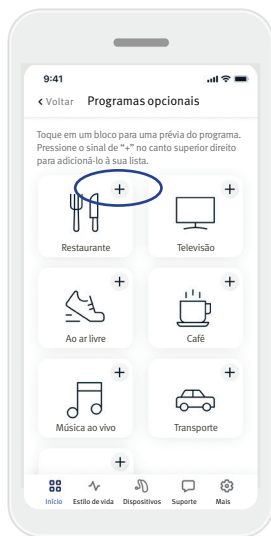 9:41
Voltar Programas opcionais
Toque em um bloco para uma prévia do programa.
Pressione o sinal de “+” no canto superior direito
para adicioná-lo à sua lista.
+ +
Restaurante Televisão
+ +
Ao ar livre Café
+ +
Música ao vivo Transporte
+
Início Estilo de vida Dispositivos Suporte Mais